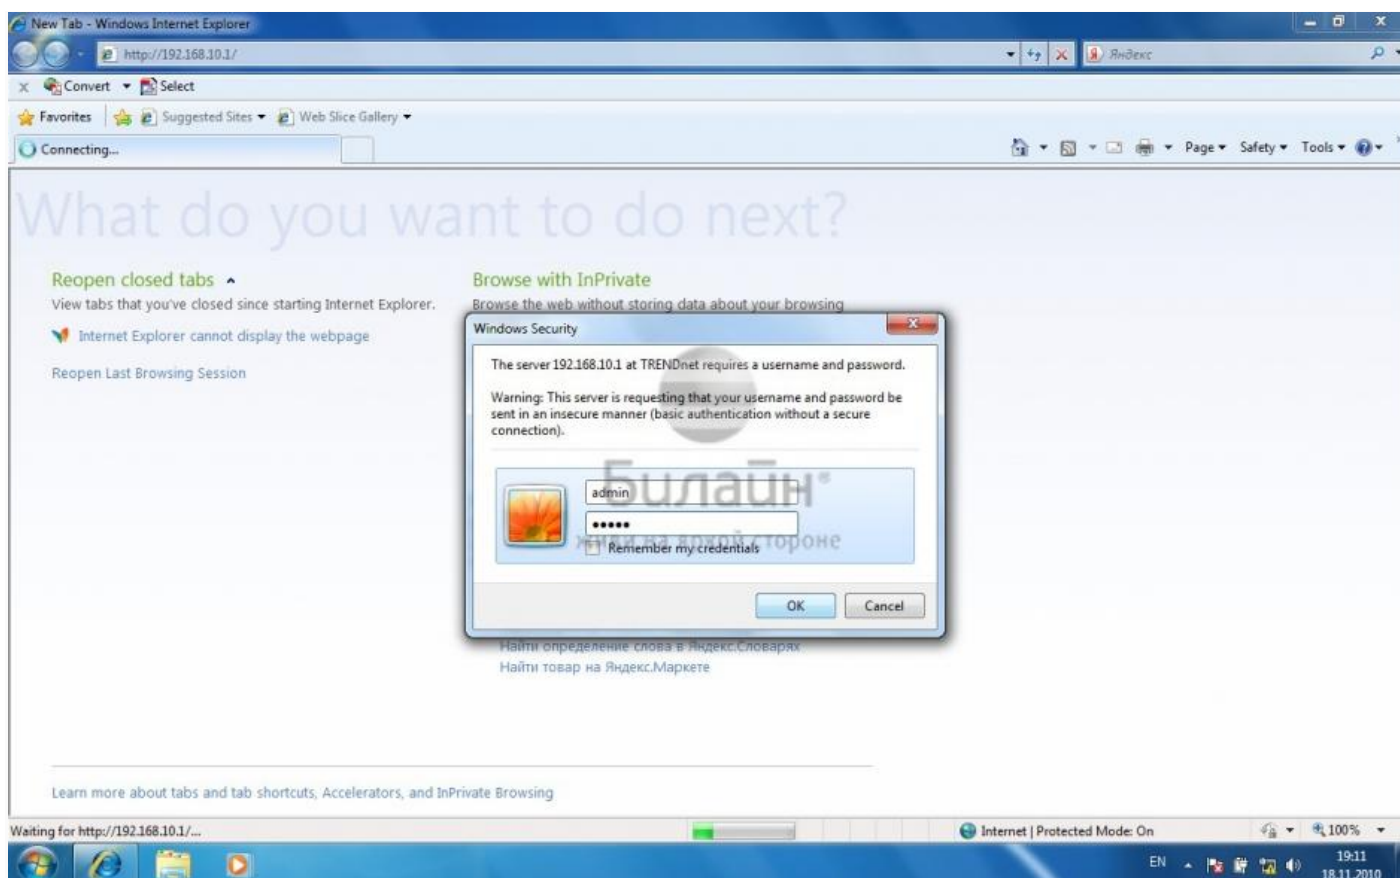 New Tab - Windows Internet Explorer
http://192.168.10.1/
Яндекс
x Convert Select
Favorites Suggested Sites Web Slice Gallery
Connecting...
Page Safety Tools
What do you want to do next?
Reopen closed tabs
View tabs that you've closed since starting Internet Explorer.
Internet Explorer cannot display the webpage
Reopen Last Browsing Session
Browse with InPrivate
Browse the web without storing data about your browsing
Windows Security
The server 192.168.10.1 at TRENDnet requires a username and password.
Warning: This server is requesting that your username and password be
sent in an insecure manner (basic authentication without a secure
connection).
Билайн®
admin
●●●●●
живи на яркой стороне
Remember my credentials
OK Cancel
Найти определение слова в Яндекс.Словарях
Найти товар на Яндекс.Маркете
Learn more about tabs and tab shortcuts, Accelerators, and InPrivate Browsing
Waiting for http://192.168.10.1/...
Internet | Protected Mode: On
100%
EN
19:11
18.11.2010